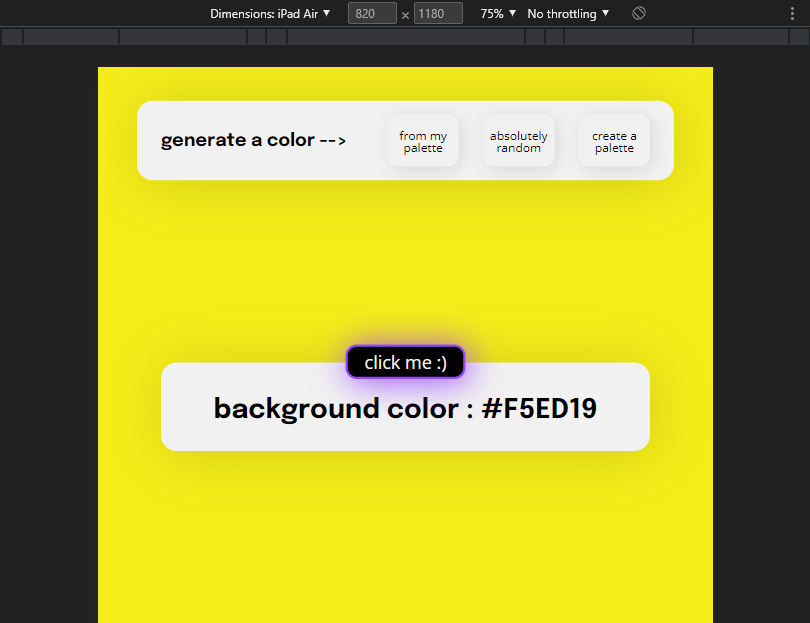 Dimensions: iPad Air ▼ 820 × 1180 75% ▼ No throttling ▼
generate a color -->
from my
palette
absolutely
random
create a
palette
click me :)
background color : #F5ED19